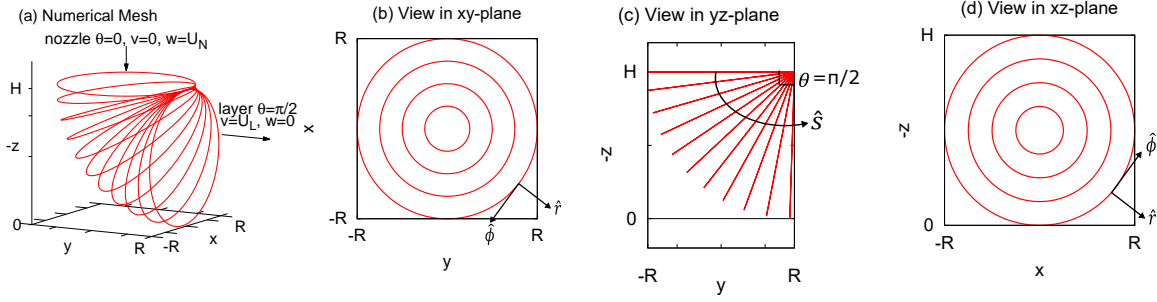 (a) Numerical Mesh
nozzle θ=0, v=0, w=U_N
H
-z
0
layer θ=π/2
v=U_L, w=0
y
R
-R
x
R
(b) View in xy-plane
R
x
-R
-R
R
y
r̂
ϕ̂
(c) View in yz-plane
H
-z
0
θ=π/2
ŝ
-R
y
R
(d) View in xz-plane
H
-z
0
-R
x
R
ϕ̂
r̂